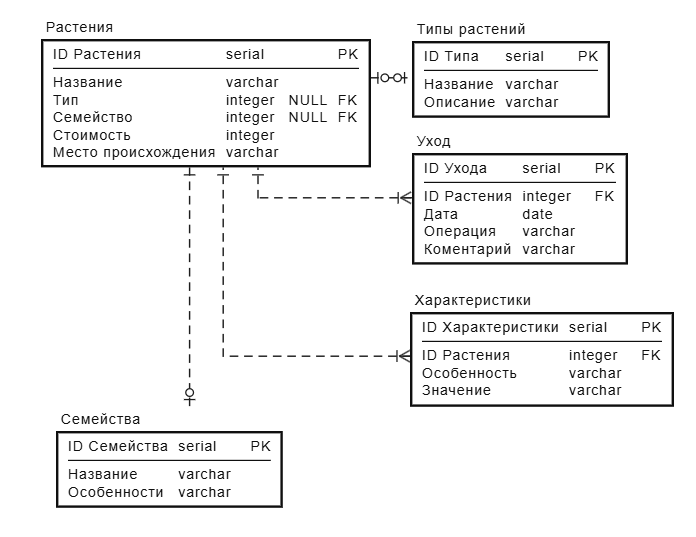 Растения
ID Растения serial PK
Название varchar
Тип integer NULL FK
Семейство integer NULL FK
Стоимость integer
Место происхождения varchar
Типы растений
ID Типа serial PK
Название varchar
Описание varchar
Уход
ID Ухода serial PK
ID Растения integer FK
Дата date
Операция varchar
Коментарий varchar
Характеристики
ID Характеристики serial PK
ID Растения integer FK
Особенность varchar
Значение varchar
Семейства
ID Семейства serial PK
Название varchar
Особенности varchar